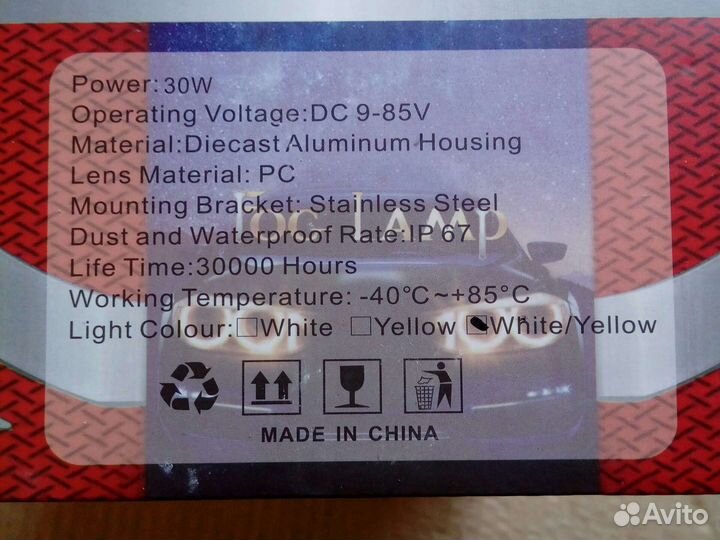 Power:30W
Operating Voltage:DC 9-85V
Material:Diecast Aluminum Housing
Lens Material: PC
Mounting Bracket: Stainless Steel
Fog Lamp
Dust and Waterproof Rate:IP 67
Life Time:30000 Hours
Working Temperature: -40°C~+85°C
Light Colour:☐White ☐Yellow ☑White/Yellow
MADE IN CHINA
Avito